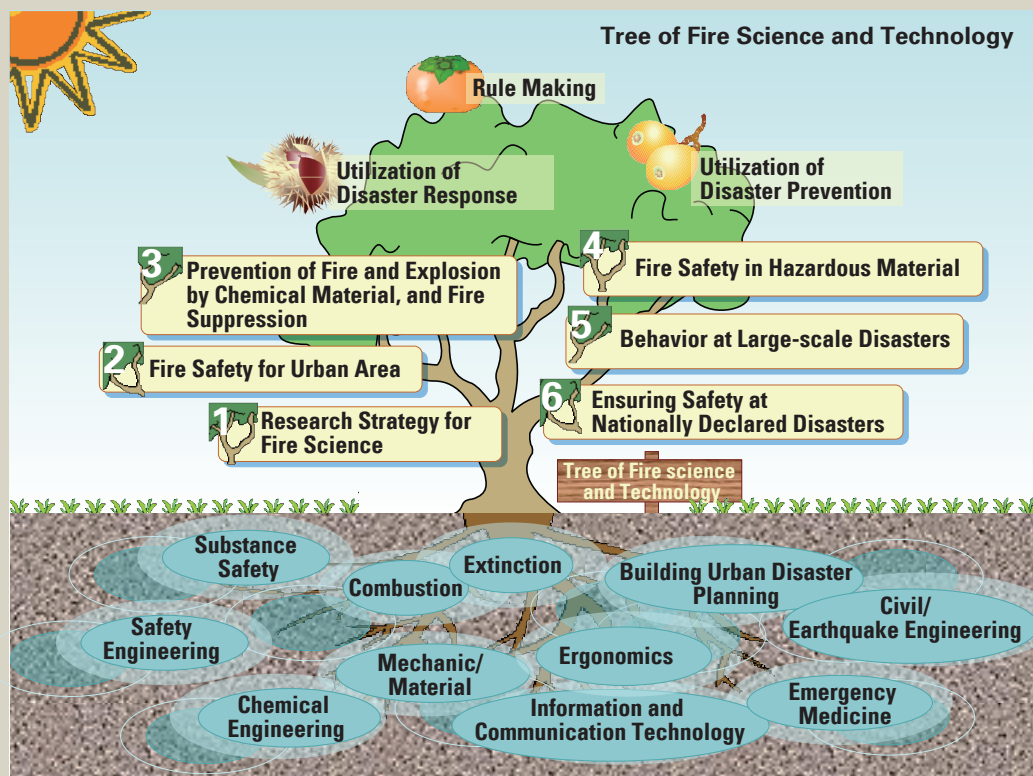 Tree of Fire Science and Technology
Rule Making
Utilization of
Disaster Response
Utilization of
Disaster Prevention
3
Prevention of Fire and Explosion
by Chemical Material, and Fire
Suppression
4
Fire Safety in Hazardous Material
2
Fire Safety for Urban Area
5
Behavior at Large-scale Disasters
1
Research Strategy for
Fire Science
6
Ensuring Safety at
Nationally Declared Disasters
Tree of Fire science
and Technology
Substance
Safety
Combustion
Extinction
Building Urban Disaster
Planning
Civil/
Earthquake Engineering
Safety
Engineering
Mechanic/
Material
Ergonomics
Chemical
Engineering
Information and
Communication Technology
Emergency
Medicine